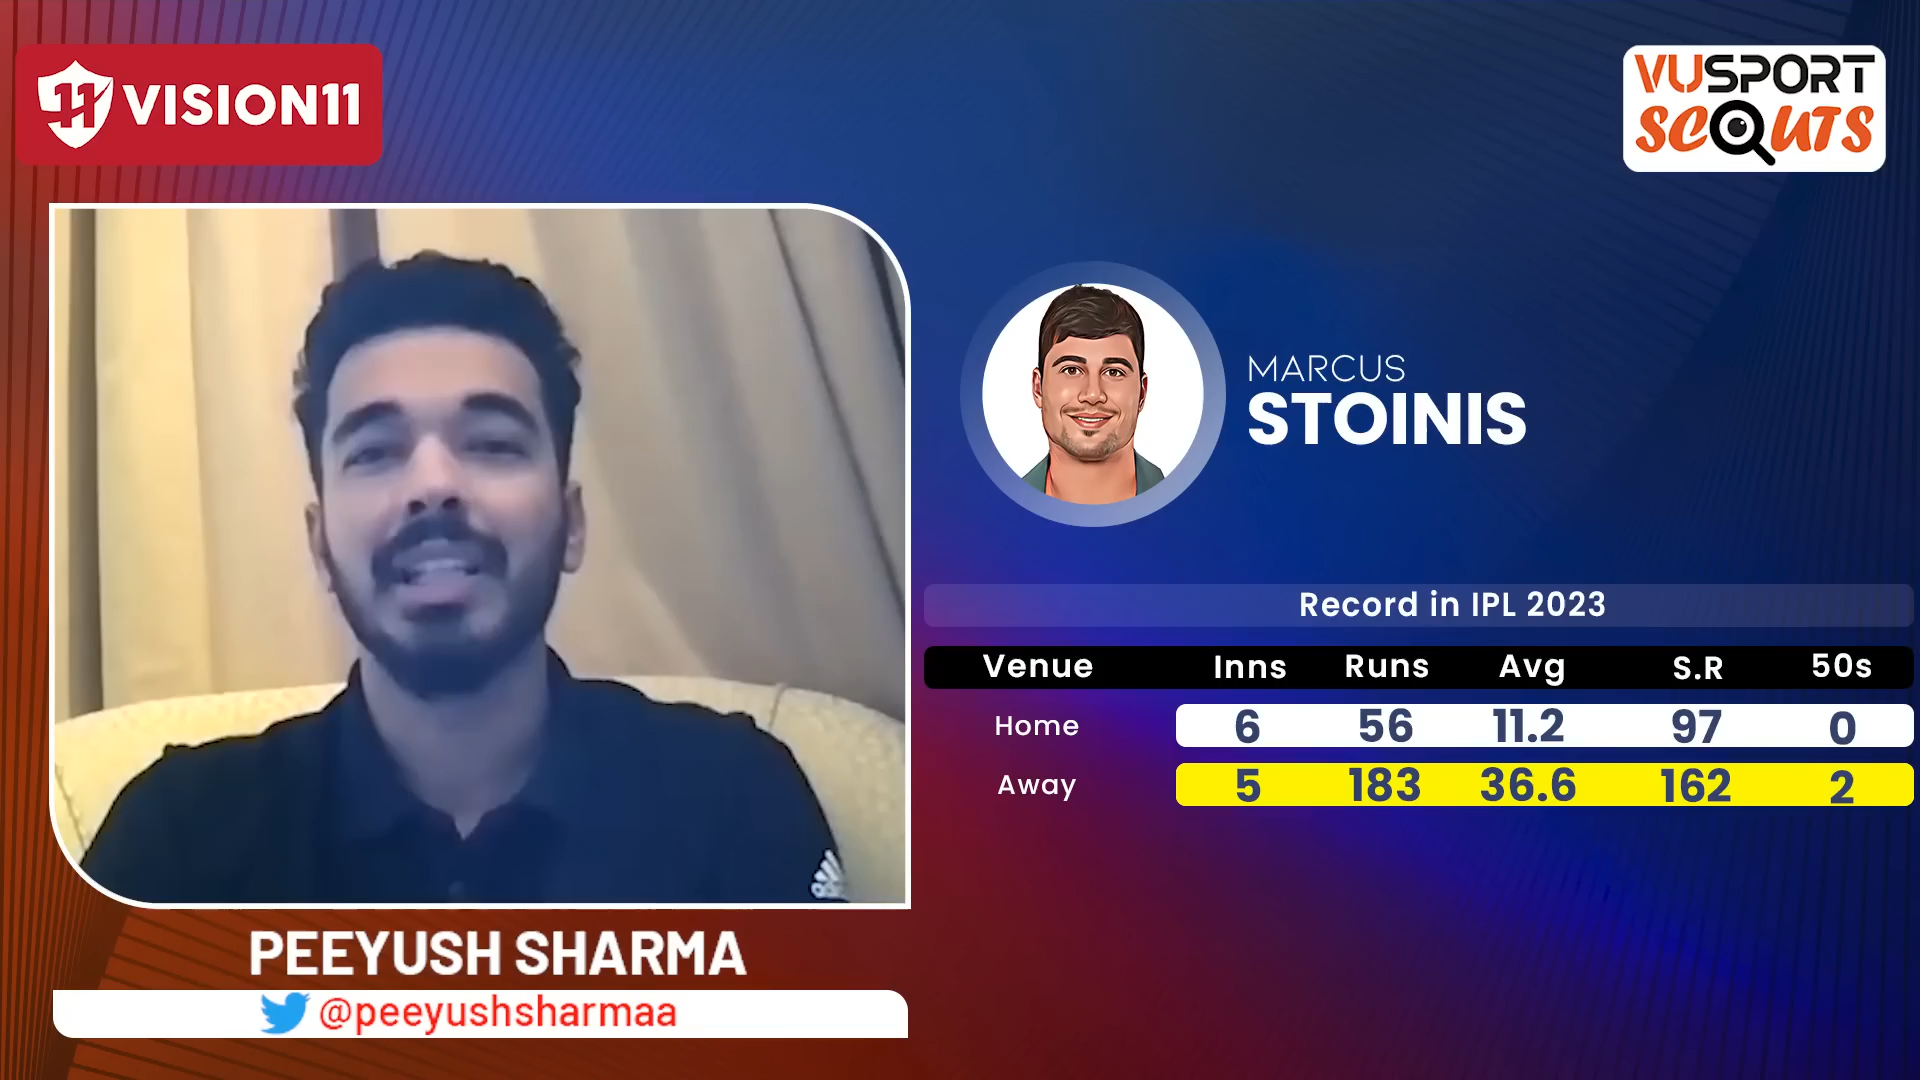 VISION11
VUSPORT
SCOUTS
MARCUS
STOINIS
Record in IPL 2023
Venue Inns Runs Avg S.R 50s
Home 6 56 11.2 97 0
Away 5 183 36.6 162 2
adidas
PEEYUSH SHARMA
@peeyushsharmaa